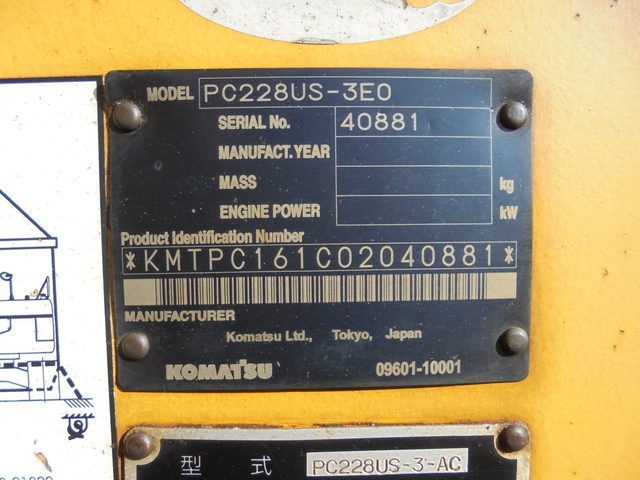 MODEL PC228US-3E0
SERIAL No. 40881
MANUFACT. YEAR
MASS kg
ENGINE POWER kW
Product Identification Number
*KMTPC161C02040881*
MANUFACTURER
Komatsu Ltd., Tokyo, Japan
KOMATSU 09601-10001
型式 PC228US-3-AC